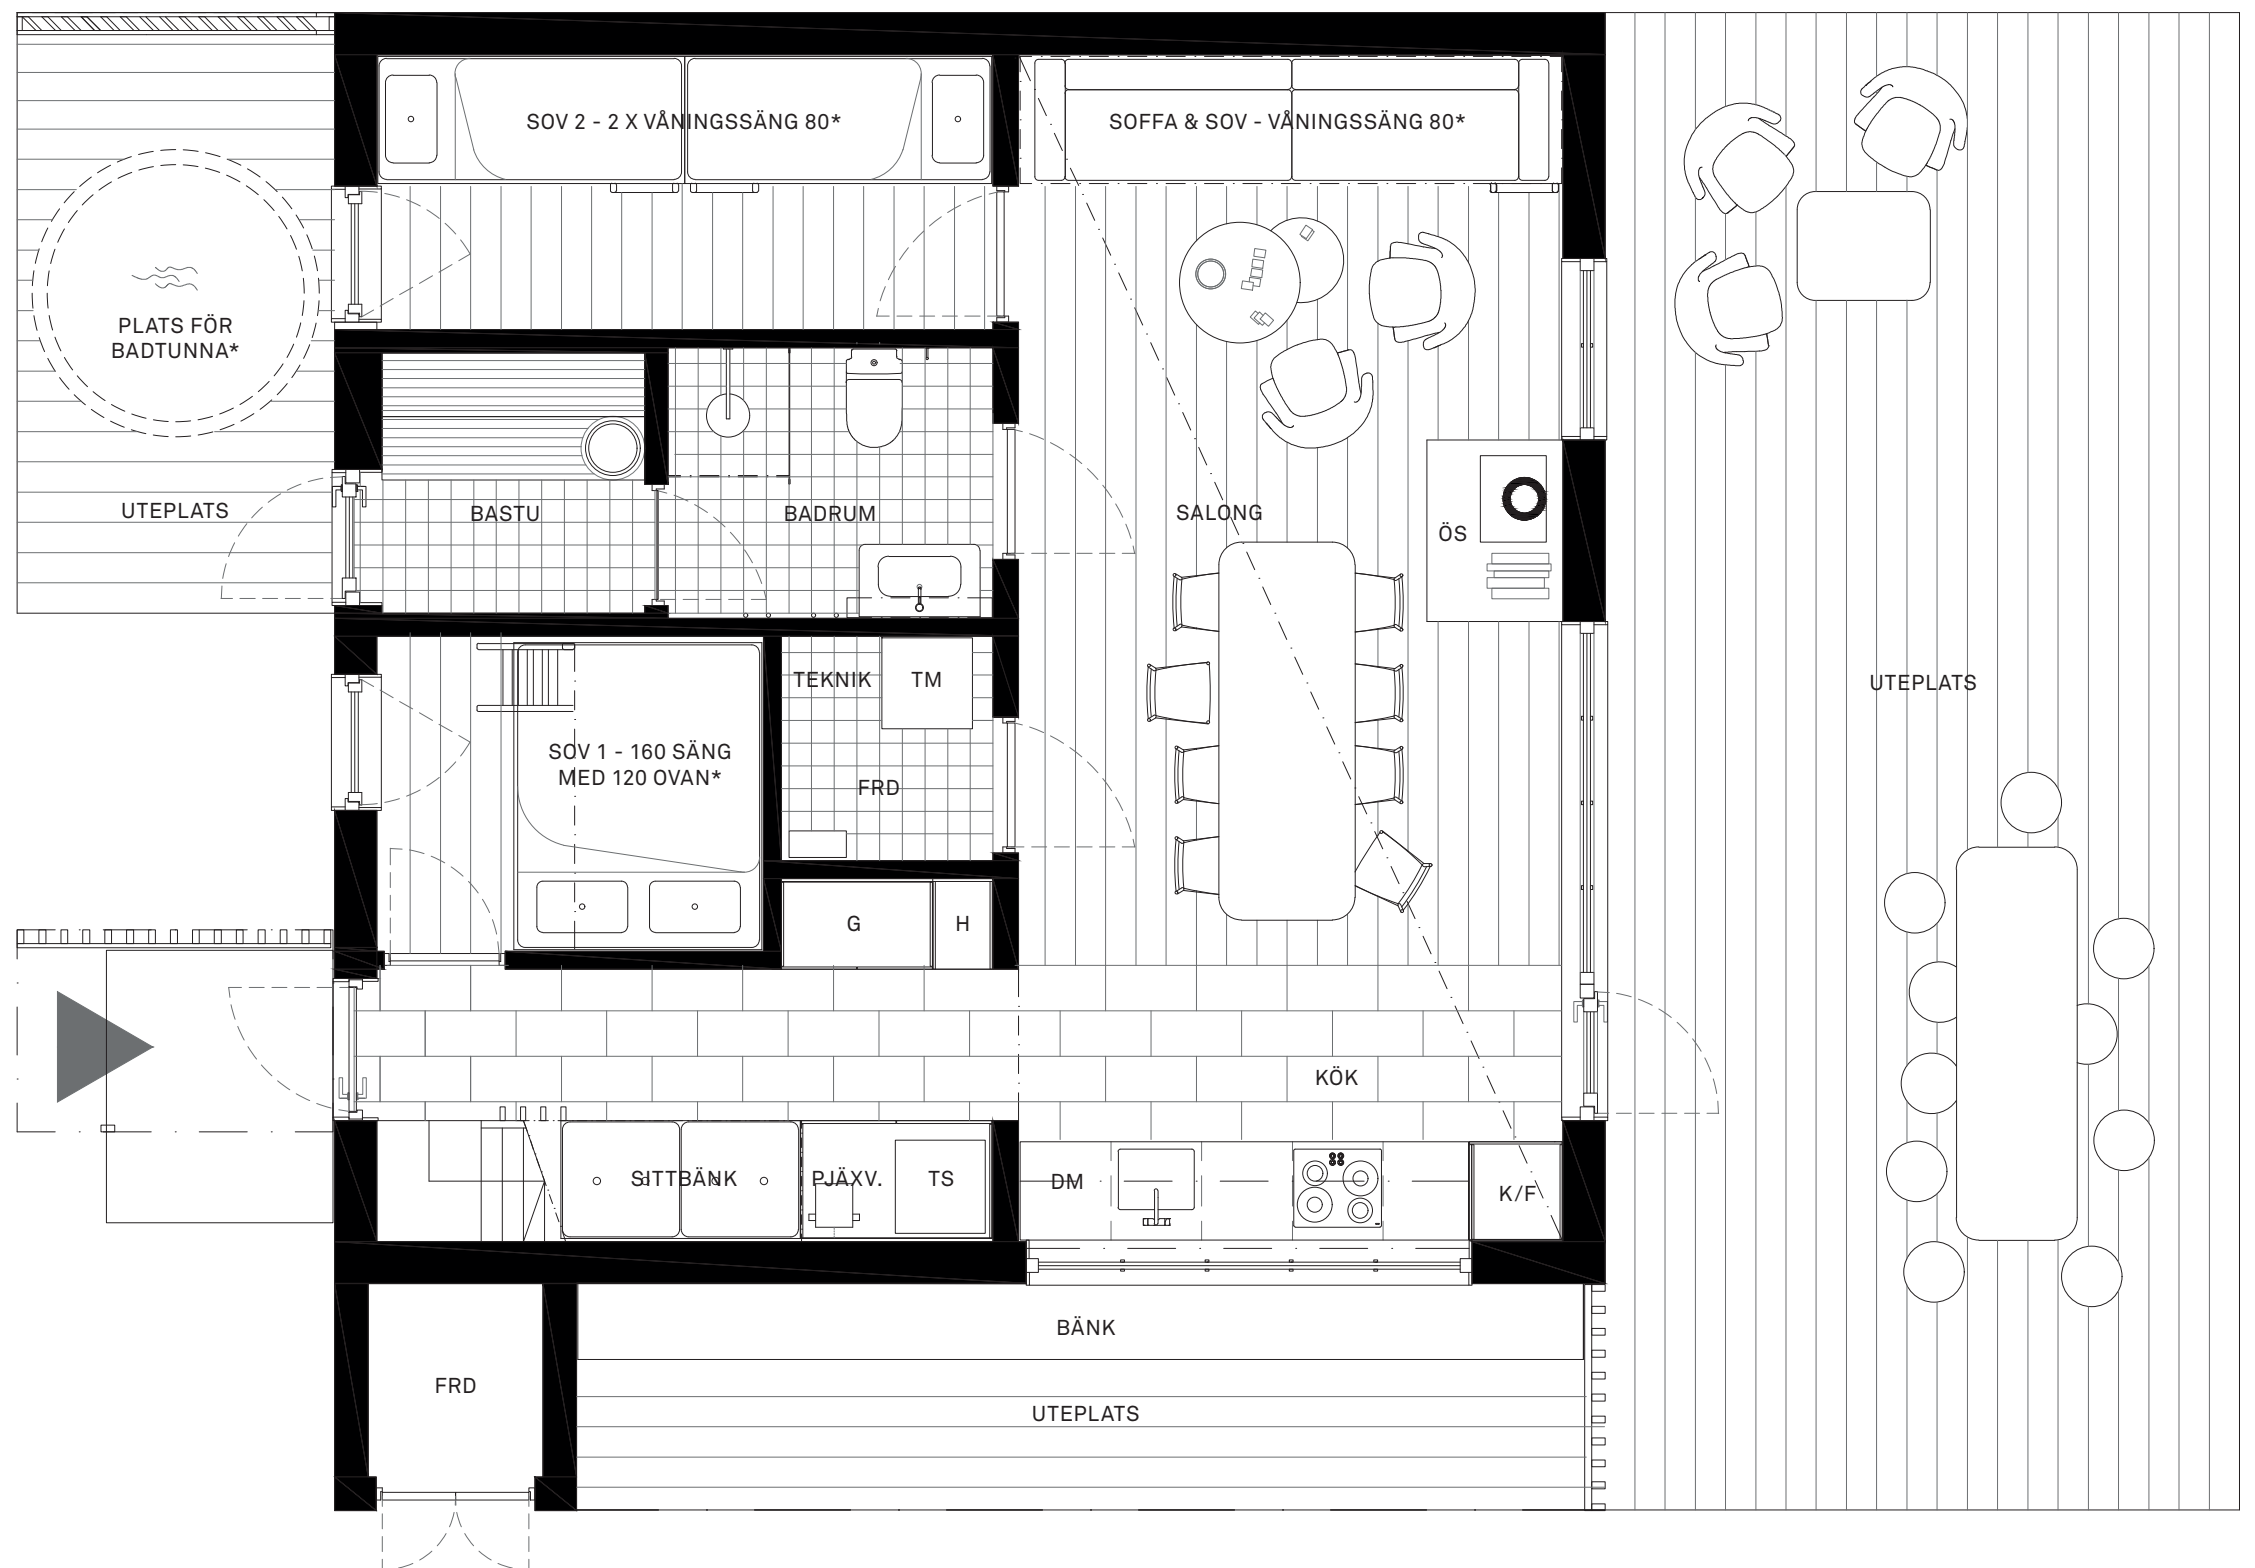 SOV 2 - 2 X VÅNINGSSÄNG 80*
SOFFA & SOV - VÅNINGSSÄNG 80*
PLATS FÖR
BADTUNNA*
UTEPLATS
BASTU
BADRUM
SALONG
ÖS
TEKNIK
TM
UTEPLATS
SOV 1 - 160 SÄNG
MED 120 OVAN*
FRD
G
H
KÖK
SITTBÄNK
PJÄXV.
TS
DM
K/F
BÄNK
FRD
UTEPLATS